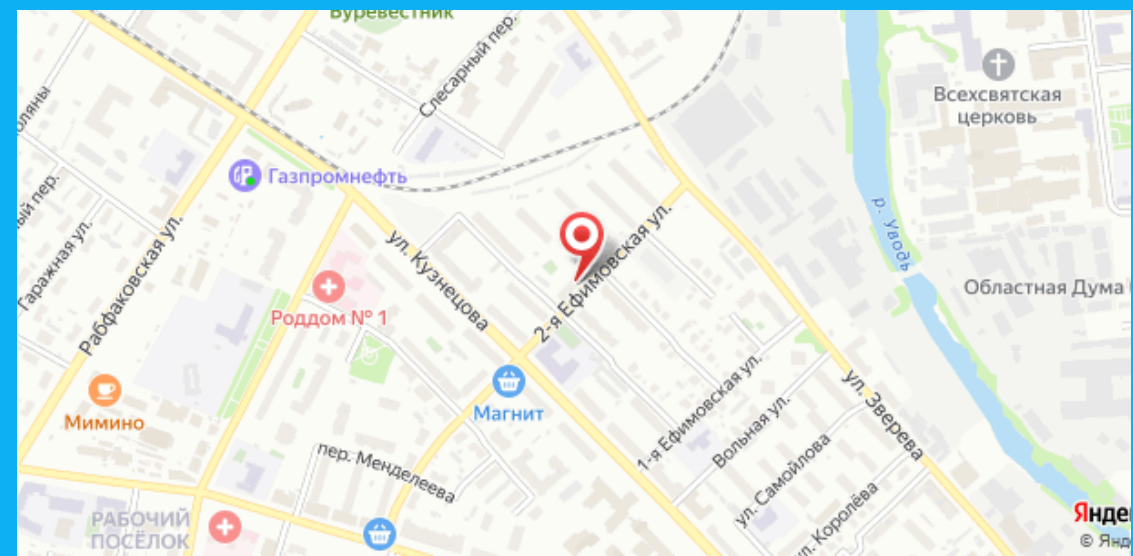 Буревестник
Слесарный пер.
Всехсвятская
церковь
Газпромнефть
р. Уводь
ул. Кузнецова
2-я Ефимовская ул.
Гаражная ул.
Рабфаковская ул.
Областная Дума
Роддом № 1
Мимино
Магнит
1-я Ефимовская ул.
Вольная ул.
ул. Зверева
ул. Самойлова
ул. Королёва
пер. Менделеева
РАБОЧИЙ
ПОСЁЛОК
Янде
© Янд